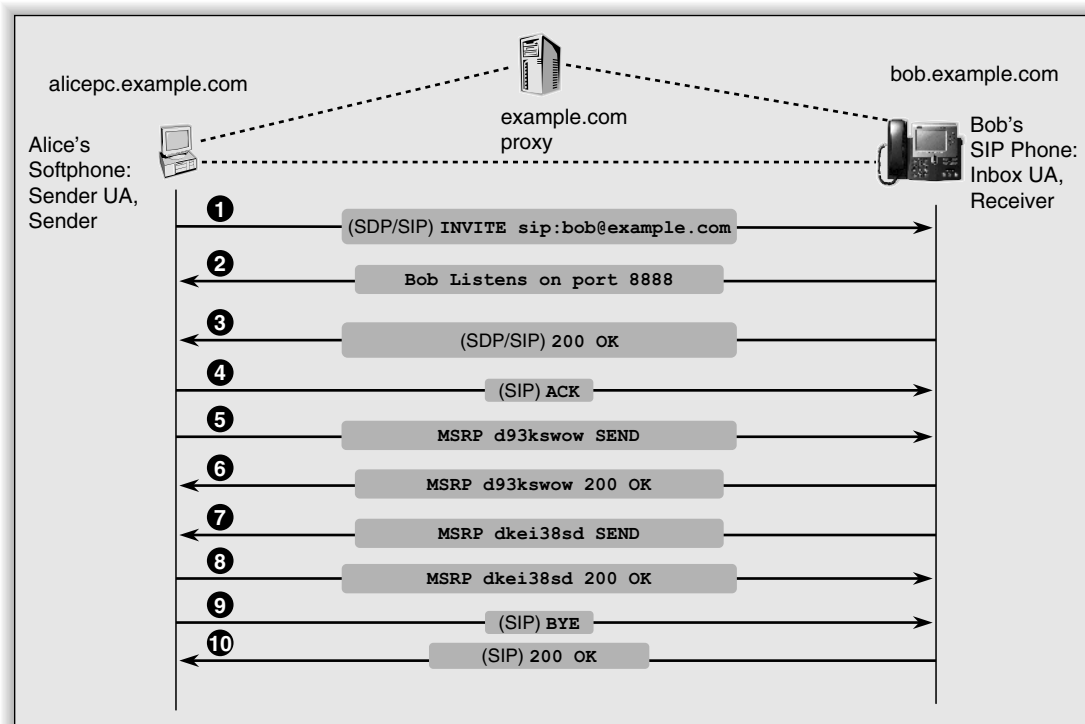 alicepc.example.com
bob.example.com
example.com
proxy
Alice's
Softphone:
Sender UA,
Sender
Bob's
SIP Phone:
Inbox UA,
Receiver
1
(SDP/SIP) INVITE sip:bob@example.com
2
Bob Listens on port 8888
3
(SDP/SIP) 200 OK
4
(SIP) ACK
5
MSRP d93kswow SEND
6
MSRP d93kswow 200 OK
7
MSRP dkei38sd SEND
8
MSRP dkei38sd 200 OK
9
(SIP) BYE
10
(SIP) 200 OK